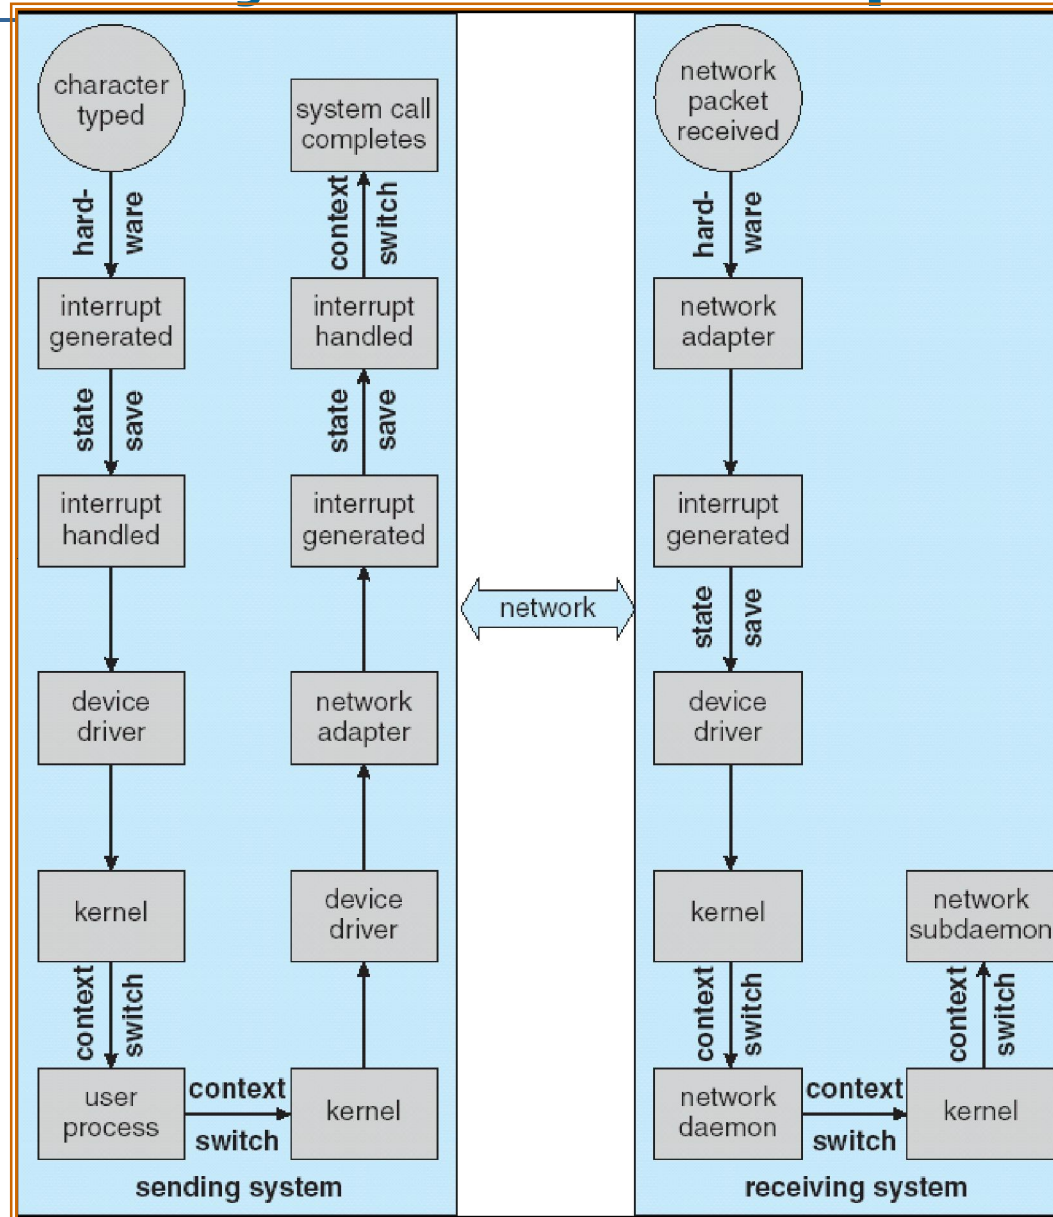 character
typed
hard-
ware
interrupt
generated
state
save
interrupt
handled
device
driver
kernel
context
switch
user
process
context
switch
kernel
device
driver
network
adapter
interrupt
generated
state
save
interrupt
handled
context
switch
system call
completes
sending system
network
network
packet
received
hard-
ware
network
adapter
interrupt
generated
state
save
device
driver
kernel
context
switch
network
daemon
context
switch
kernel
context
switch
network
subdaemon
receiving system